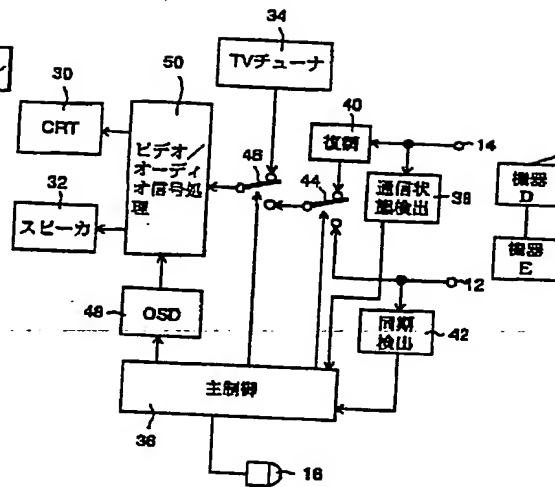 34
TVチューナ
30
CRT
50
ビデオ／
オーディ
オ信号処
理
40
復調
14
46
44
通信状
態検出
38
機器
D
32
スピーカ
機器
E
12
48
OSD
同期
検出
42
主制御
36
16